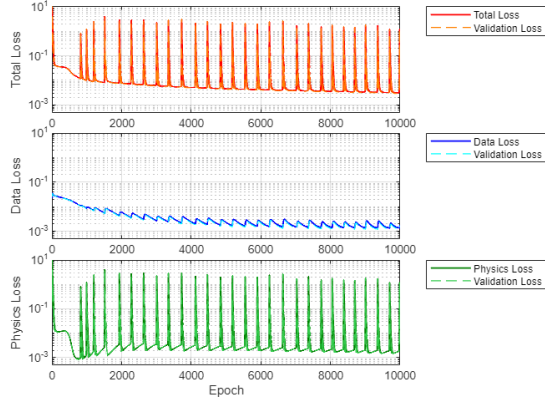 Total Loss
10^1
10^-1
10^-3
0 2000 4000 6000 8000 10000
Total Loss
Validation Loss
Data Loss
10^1
10^-1
10^-3
0 2000 4000 6000 8000 10000
Data Loss
Validation Loss
Physics Loss
10^1
10^-1
10^-3
0 2000 4000 6000 8000 10000
Epoch
Physics Loss
Validation Loss